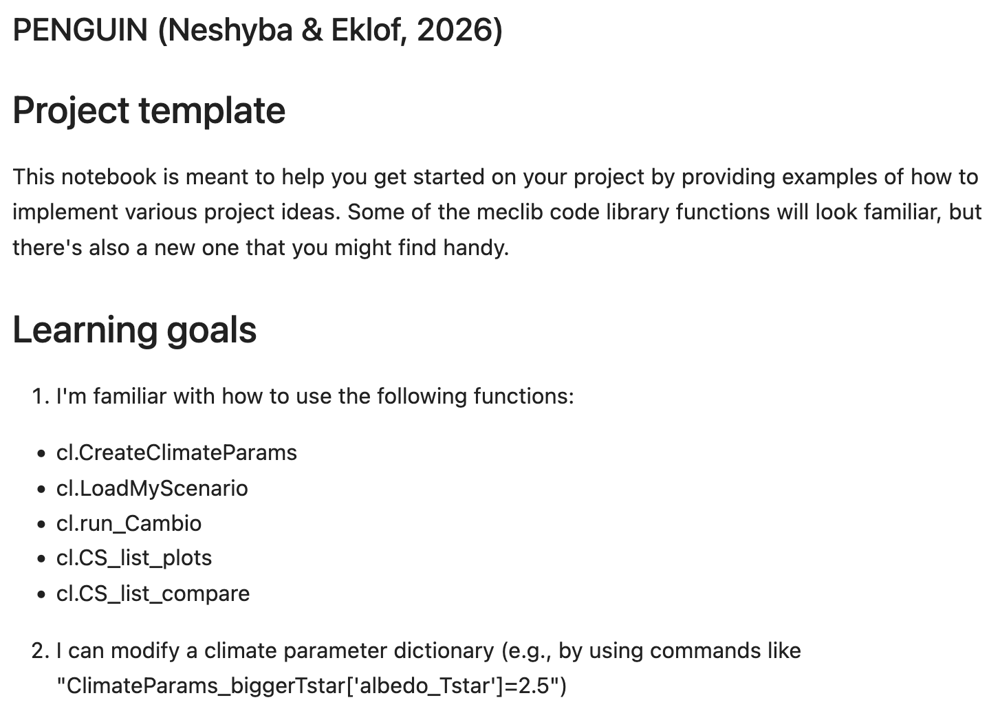 PENGUIN (Neshyba & Eklof, 2026)
Project template
This notebook is meant to help you get started on your project by providing examples of how to
implement various project ideas. Some of the meclib code library functions will look familiar, but
there's also a new one that you might find handy.
Learning goals
1. I'm familiar with how to use the following functions:
• cl.CreateClimateParams
• cl.LoadMyScenario
• cl.run_Cambio
• cl.CS_list_plots
• cl.CS_list_compare
2. I can modify a climate parameter dictionary (e.g., by using commands like
"ClimateParams_biggerTstar['albedo_Tstar']=2.5")